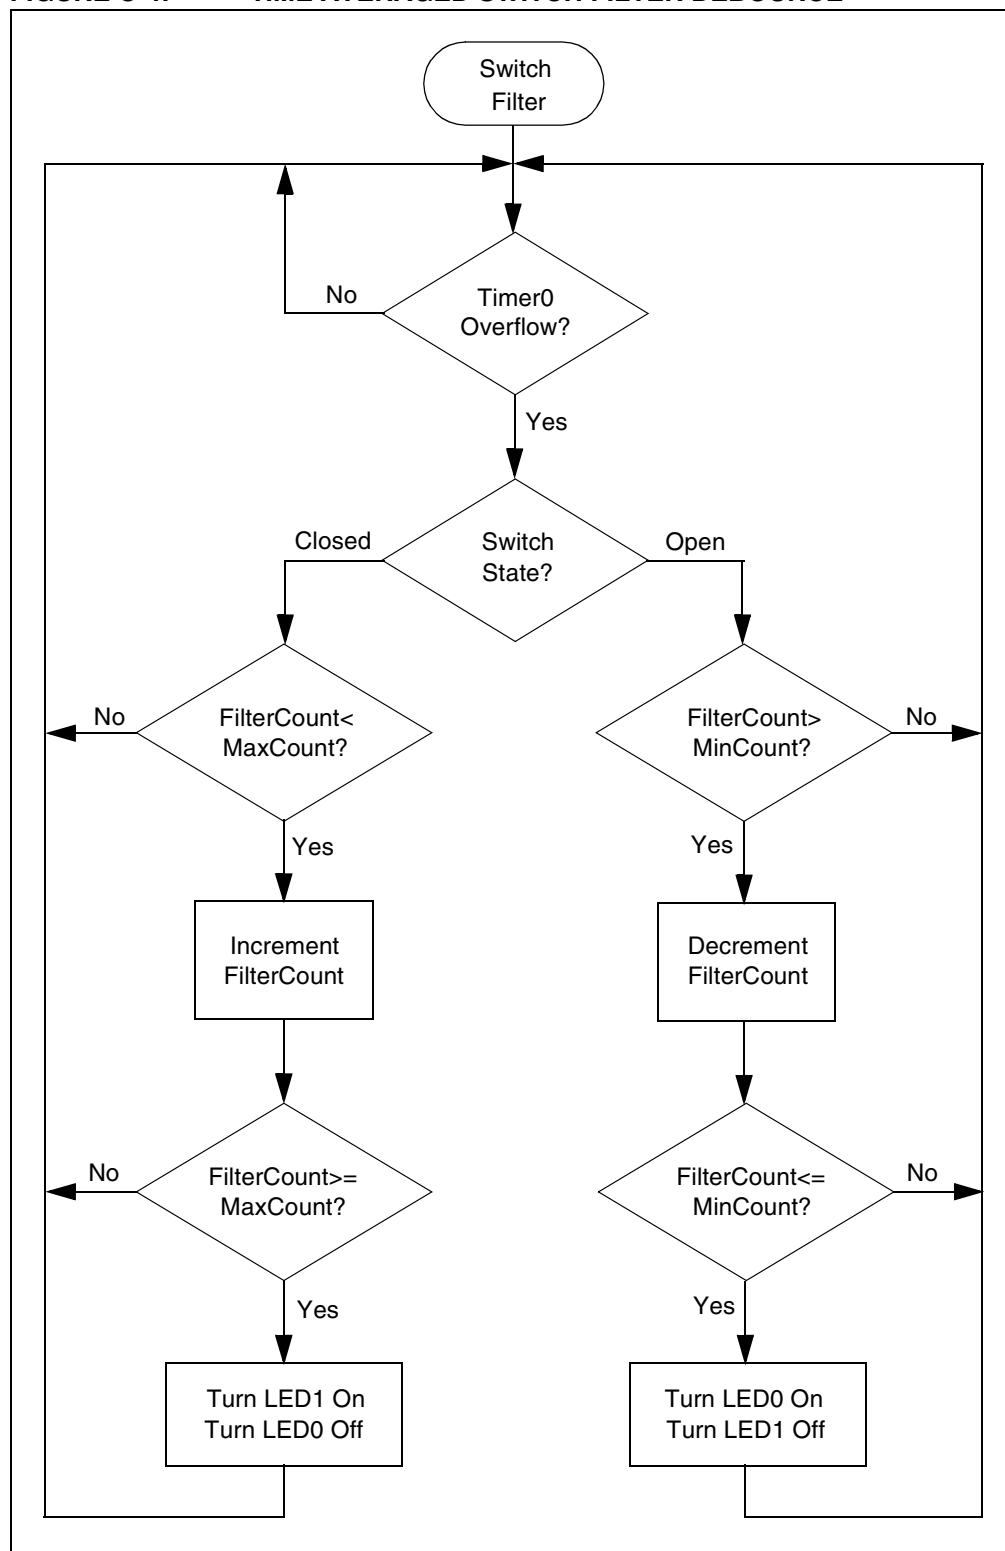 Switch
Filter
No
Timer0
Overflow?
Yes
Closed
Switch
State?
Open
No
FilterCount<
MaxCount?
FilterCount>
MinCount?
No
Yes
Yes
Increment
FilterCount
Decrement
FilterCount
No
FilterCount>=
MaxCount?
FilterCount<=
MinCount?
No
Yes
Yes
Turn LED1 On
Turn LED0 Off
Turn LED0 On
Turn LED1 Off